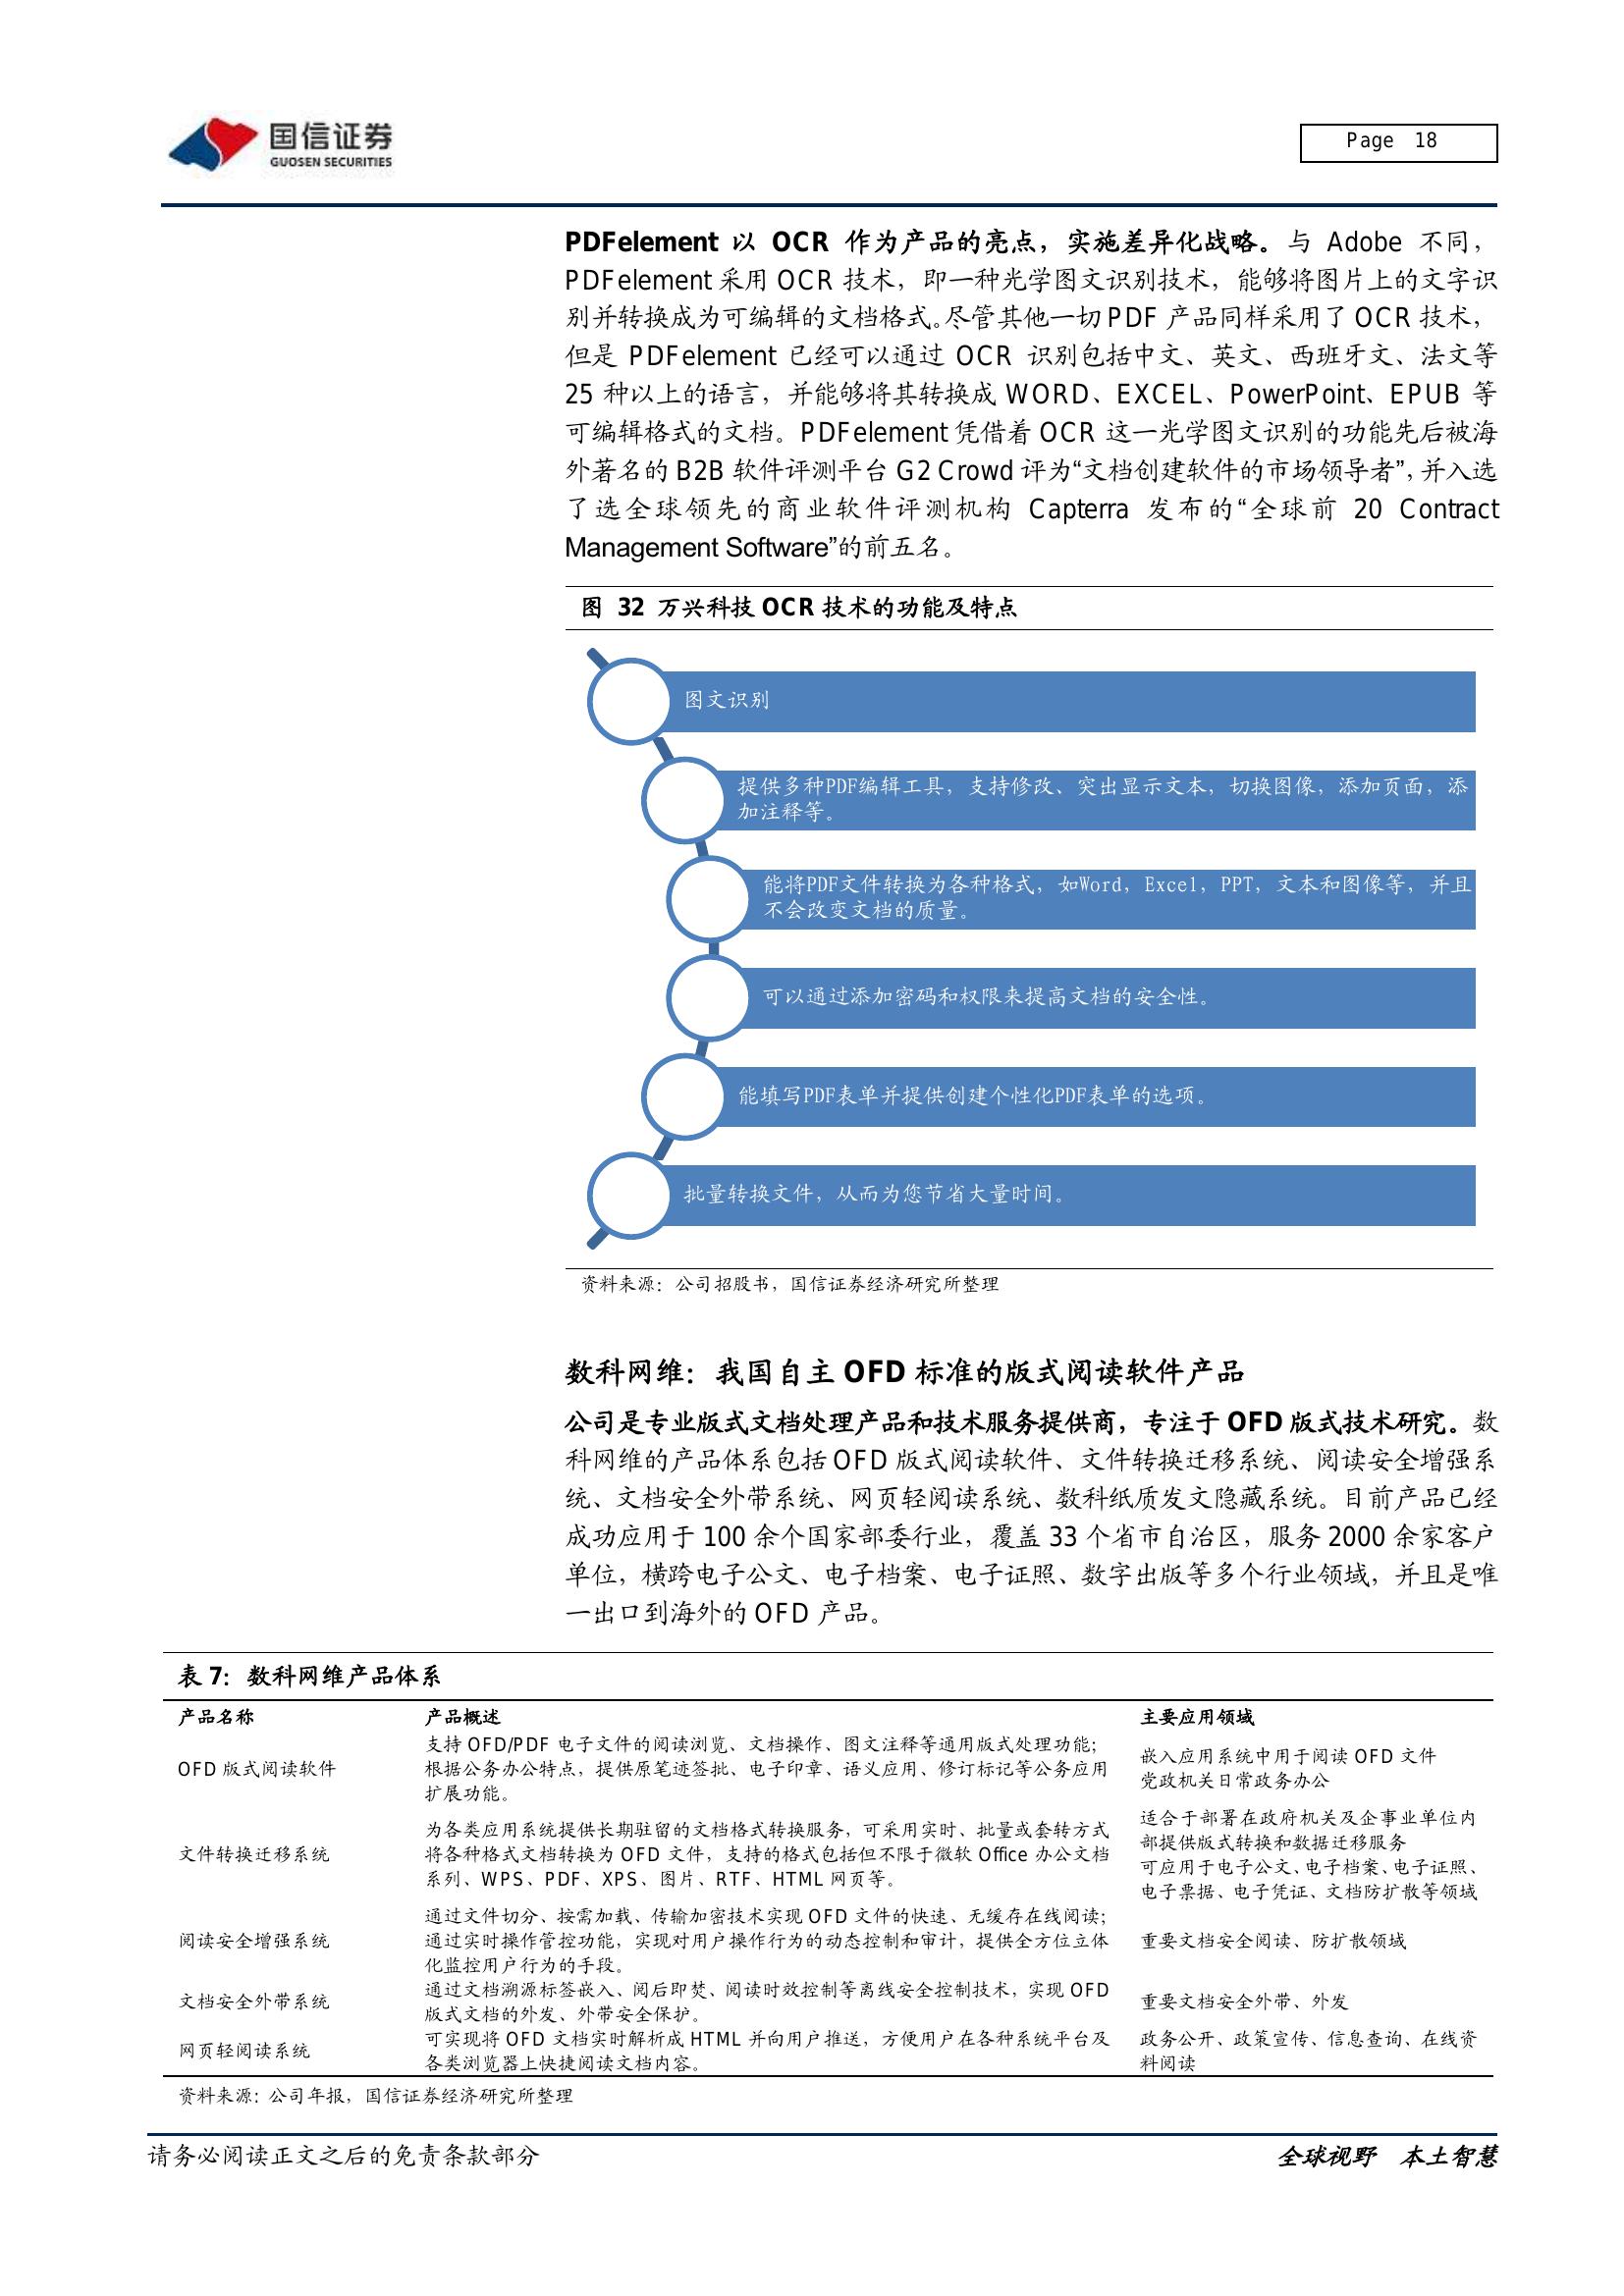 国信证券
GUOSEN SECURITIES
Page 18
PDFelement 以 OCR 作为产品的亮点，实施差异化战略。与 Adobe 不同，
PDFelement 采用 OCR 技术，即一种光学图文识别技术，能够将图片上的文字识
别并转换成为可编辑的文档格式。尽管其他一切 PDF 产品同样采用了 OCR 技术，
但是 PDFelement 已经可以通过 OCR 识别包括中文、英文、西班牙文、法文等
25 种以上的语言，并能够将其转换成 WORD、EXCEL、PowerPoint、EPUB 等
可编辑格式的文档。PDFelement 凭借着 OCR 这一光学图文识别的功能先后被海
外著名的 B2B 软件评测平台 G2 Crowd 评为“文档创建软件的市场领导者”，并入选
了选全球领先的商业软件评测机构 Capterra 发布的“全球前 20 Contract
Management Software”的前五名。
图 32 万兴科技 OCR 技术的功能及特点
图文识别
提供多种PDF编辑工具，支持修改、突出显示文本，切换图像，添加页面，添
加注释等。
能将PDF文件转换为各种格式，如Word，Excel，PPT，文本和图像等，并且
不会改变文档的质量。
可以通过添加密码和权限来提高文档的安全性。
能填写PDF表单并提供创建个性化PDF表单的选项。
批量转换文件，从而为您节省大量时间。
资料来源：公司招股书，国信证券经济研究所整理
数科网维：我国自主 OFD 标准的版式阅读软件产品
公司是专业版式文档处理产品和技术服务提供商，专注于 OFD 版式技术研究。数
科网维的产品体系包括 OFD 版式阅读软件、文件转换迁移系统、阅读安全增强系
统、文档安全外带系统、网页轻阅读系统、数科纸质发文隐藏系统。目前产品已经
成功应用于 100 余个国家部委行业，覆盖 33 个省市自治区，服务 2000 余家客户
单位，横跨电子公文、电子档案、电子证照、数字出版等多个行业领域，并且是唯
一出口到海外的 OFD 产品。
表 7：数科网维产品体系
产品名称 产品概述 主要应用领域
OFD 版式阅读软件
支持 OFD/PDF 电子文件的阅读浏览、文档操作、图文注释等通用版式处理功能；
根据公务办公特点，提供原笔迹签批、电子印章、语义应用、修订标记等公务应用
扩展功能。
嵌入应用系统中用于阅读 OFD 文件
党政机关日常政务办公
文件转换迁移系统
为各类应用系统提供长期驻留的文档格式转换服务，可采用实时、批量或套转方式
将各种格式文档转换为 OFD 文件，支持的格式包括但不限于微软 Office 办公文档
系列、WPS、PDF、XPS、图片、RTF、HTML 网页等。
适合于部署在政府机关及企事业单位内
部提供版式转换和数据迁移服务
可应用于电子公文、电子档案、电子证照、
电子票据、电子凭证、文档防扩散等领域
阅读安全增强系统
通过文件切分、按需加载、传输加密技术实现 OFD 文件的快速、无缓存在线阅读；
通过实时操作管控功能，实现对用户操作行为的动态控制和审计，提供全方位立体
化监控用户行为的手段。
重要文档安全阅读、防扩散领域
文档安全外带系统
通过文档溯源标签嵌入、阅后即焚、阅读时效控制等离线安全控制技术，实现 OFD
版式文档的外发、外带安全保护。
重要文档安全外带、外发
网页轻阅读系统
可实现将 OFD 文档实时解析成 HTML 并向用户推送，方便用户在各种系统平台及
各类浏览器上快捷阅读文档内容。
政务公开、政策宣传、信息查询、在线资
料阅读
资料来源: 公司年报，国信证券经济研究所整理
请务必阅读正文之后的免责条款部分
全球视野 本土智慧